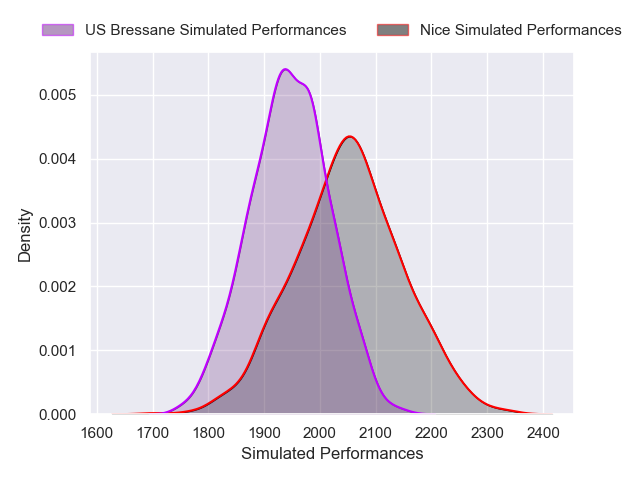 US Bressane Simulated Performances Nice Simulated Performances
0.005
0.004
0.003
0.002
0.001
0.000
Density
1600 1700 1800 1900 2000 2100 2200 2300 2400
Simulated Performances